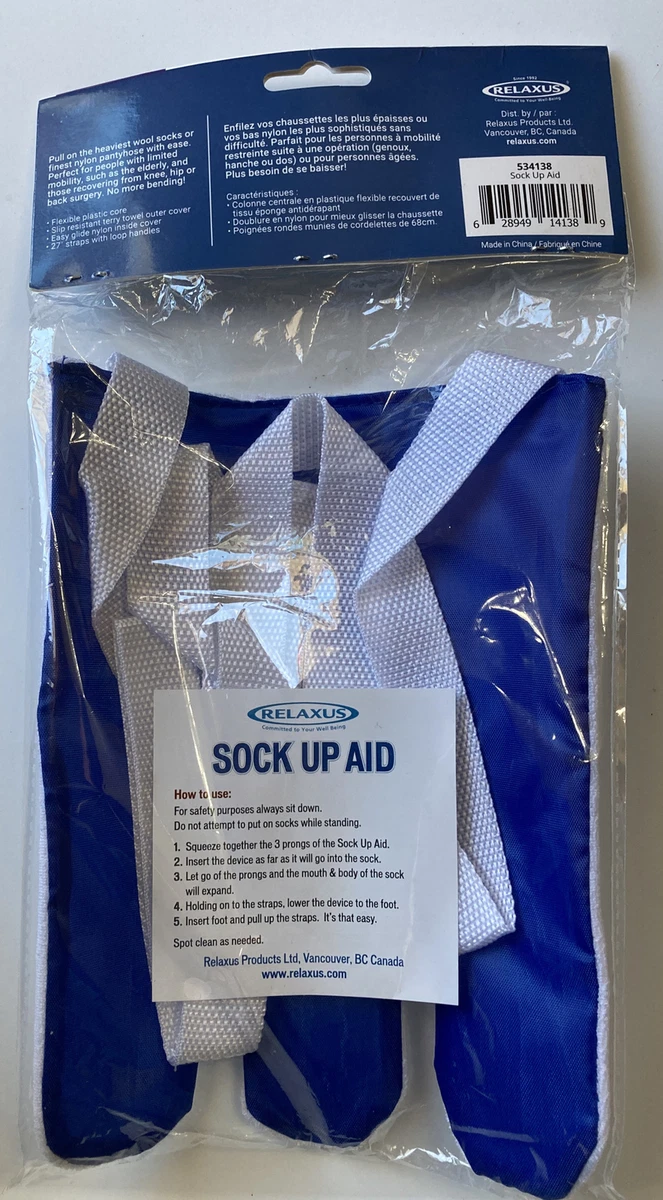 Pull on the heaviest wool socks or
finest nylon pantyhose with ease.
Perfect for people with limited
mobility, such as the elderly, and
those recovering from knee, hip or
back surgery. No more bending!
• Flexible plastic core
• Slip resistant terry towel outer cover
• Easy glide nylon inside cover
• 27" straps with loop handles
Enfilez vos chaussettes les plus épaisses ou
vos bas nylon les plus sophistiqués sans
difficulté. Parfait pour les personnes à mobilité
restreinte suite à une opération (genoux,
hanche ou dos) ou pour personnes âgées.
Plus besoin de se baisser!
Caractéristiques :
• Colonne centrale en plastique flexible recouvert de
tissu éponge antidérapant
• Doublure en nylon pour mieux glisser la chaussette
• Poignées rondes munies de cordelettes de 68cm.
Since 1992
RELAXUS
Committed to Your Well Being
Dist. by / par :
Relaxus Products Ltd.
Vancouver, BC, Canada
relaxus.com
534138
Sock Up Aid
6 28949 14138 9
Made in China / Fabriqué en Chine
RELAXUS
Committed to Your Well Being
SOCK UP AID
How to use:
For safety purposes always sit down.
Do not attempt to put on socks while standing.
1. Squeeze together the 3 prongs of the Sock Up Aid.
2. Insert the device as far as it will go into the sock.
3. Let go of the prongs and the mouth & body of the sock
will expand.
4. Holding on to the straps, lower the device to the foot.
5. Insert foot and pull up the straps. It's that easy.
Spot clean as needed.
Relaxus Products Ltd, Vancouver, BC Canada
www.relaxus.com